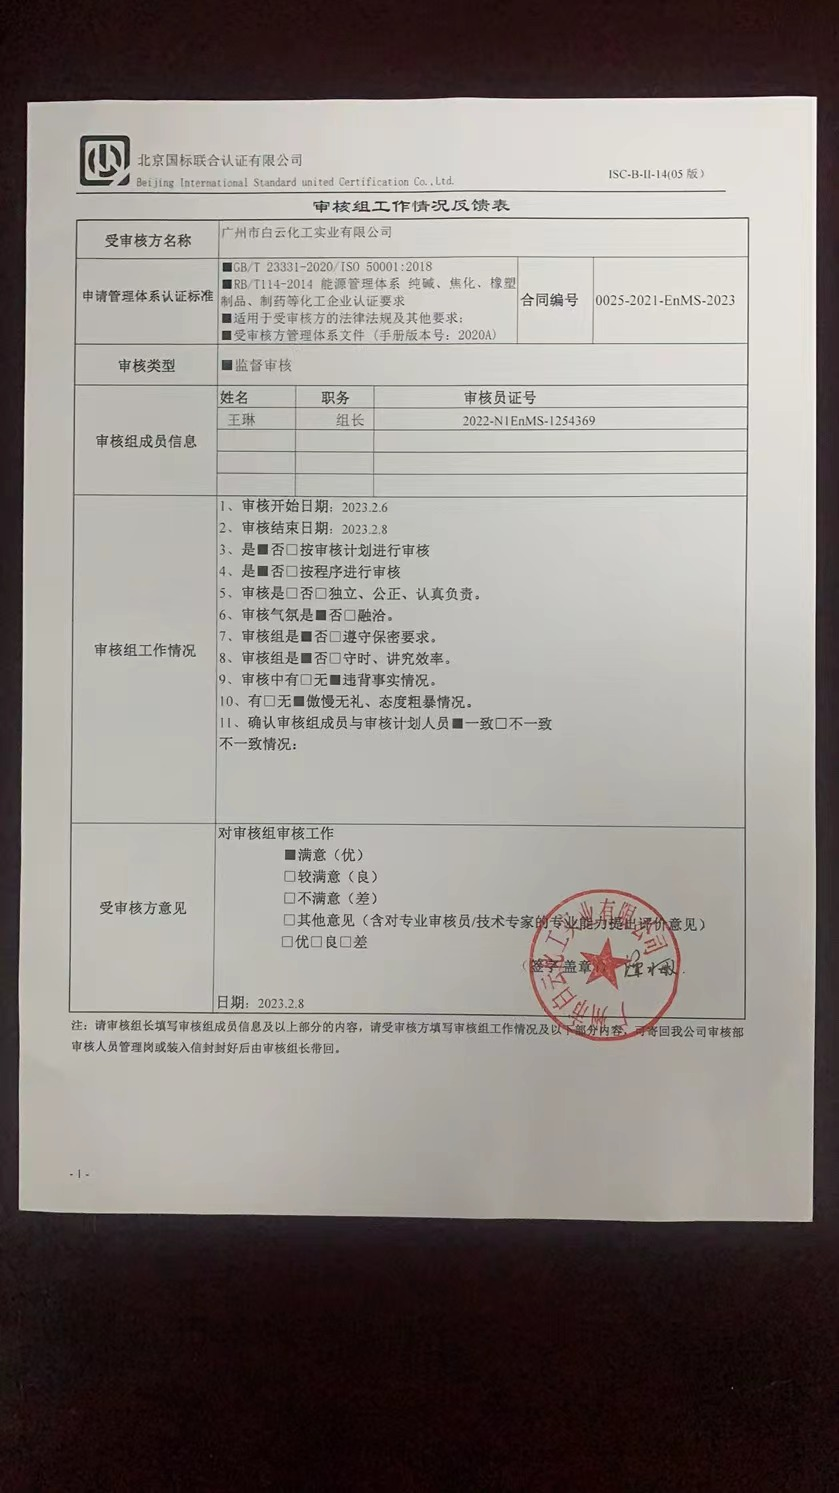 北京国标联合认证有限公司
Beijing International Standard united Certification Co.,Ltd.
ISC-B-II-14(05 版)
审核组工作情况反馈表
受审核方名称
广州市白云化工实业有限公司
申请管理体系认证标准
■GB/T 23331-2020/ISO 50001:2018
■RB/T114-2014 能源管理体系 纯碱、焦化、橡塑
制品、制药等化工企业认证要求
■适用于受审核方的法律法规及其他要求;
■受审核方管理体系文件（手册版本号：2020A）
合同编号
0025-2021-EnMS-2023
审核类型
■监督审核
审核组成员信息
姓名 职务 审核员证号
王琳 组长 2022-N1EnMS-1254369
审核组工作情况
1、审核开始日期：2023.2.6
2、审核结束日期：2023.2.8
3、是■否□按审核计划进行审核
4、是■否□按程序进行审核
5、审核是□否□独立、公正、认真负责。
6、审核气氛是■否□融洽。
7、审核组是■否□遵守保密要求。
8、审核组是■否□守时、讲究效率。
9、审核中有□无■违背事实情况。
10、有□无■傲慢无礼、态度粗暴情况。
11、确认审核组成员与审核计划人员■一致□不一致
不一致情况：
受审核方意见
对审核组审核工作
■满意（优）
□较满意（良）
□不满意（差）
□其他意见（含对专业审核员/技术专家的专业能力提出评价意见）
□优□良□差
（签字/盖章）
日期：2023.2.8
广州市白云化工实业有限公司
注：请审核组长填写审核组成员信息及以上部分的内容，请受审核方填写审核组工作情况及以下部分内容，可寄回我公司审核部
审核人员管理岗或装入信封封好后由审核组长带回。
- 1 -